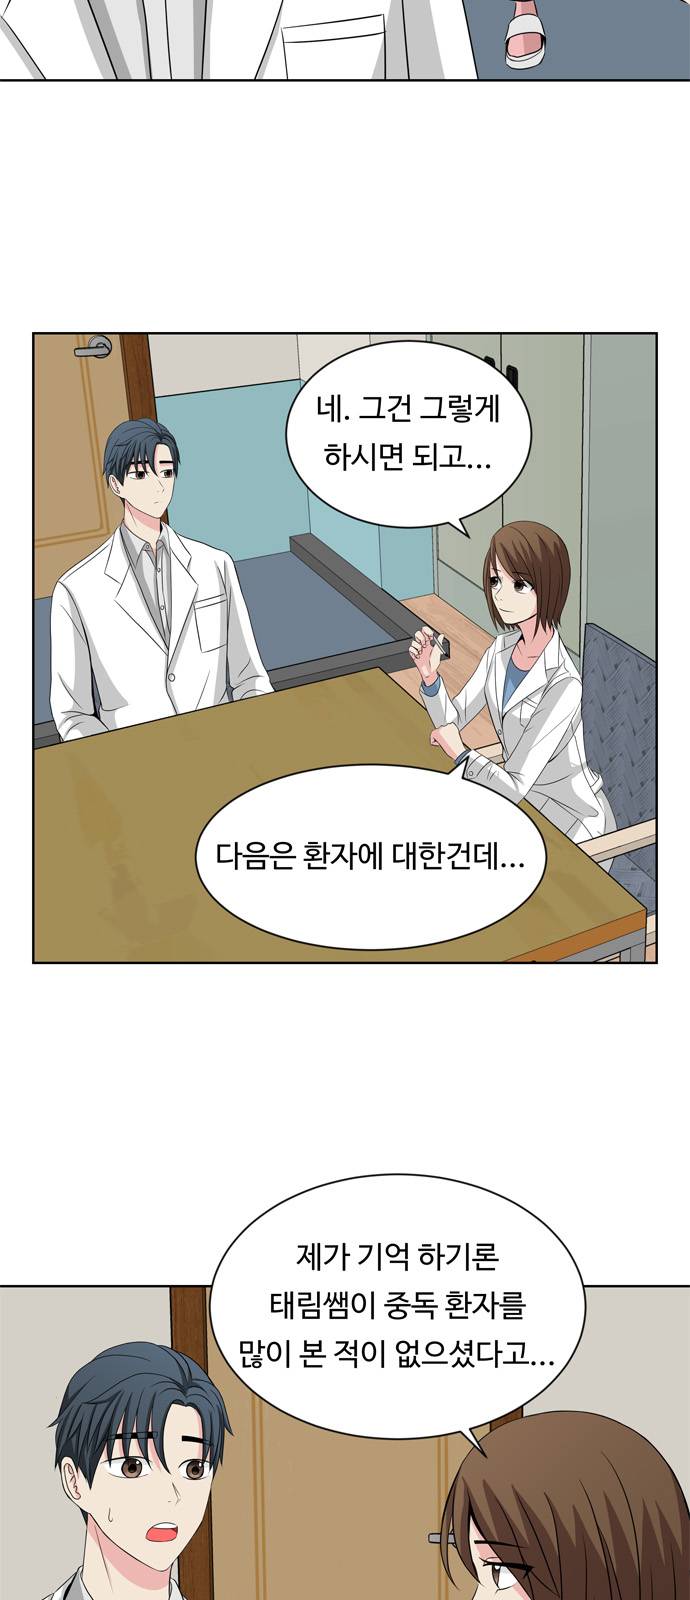 네. 그건 그렇게
하시면 되고...
다음은 환자에 대한건데...
제가 기억 하기론
태림쌤이 중독 환자를
많이 본 적이 없으셨다고...